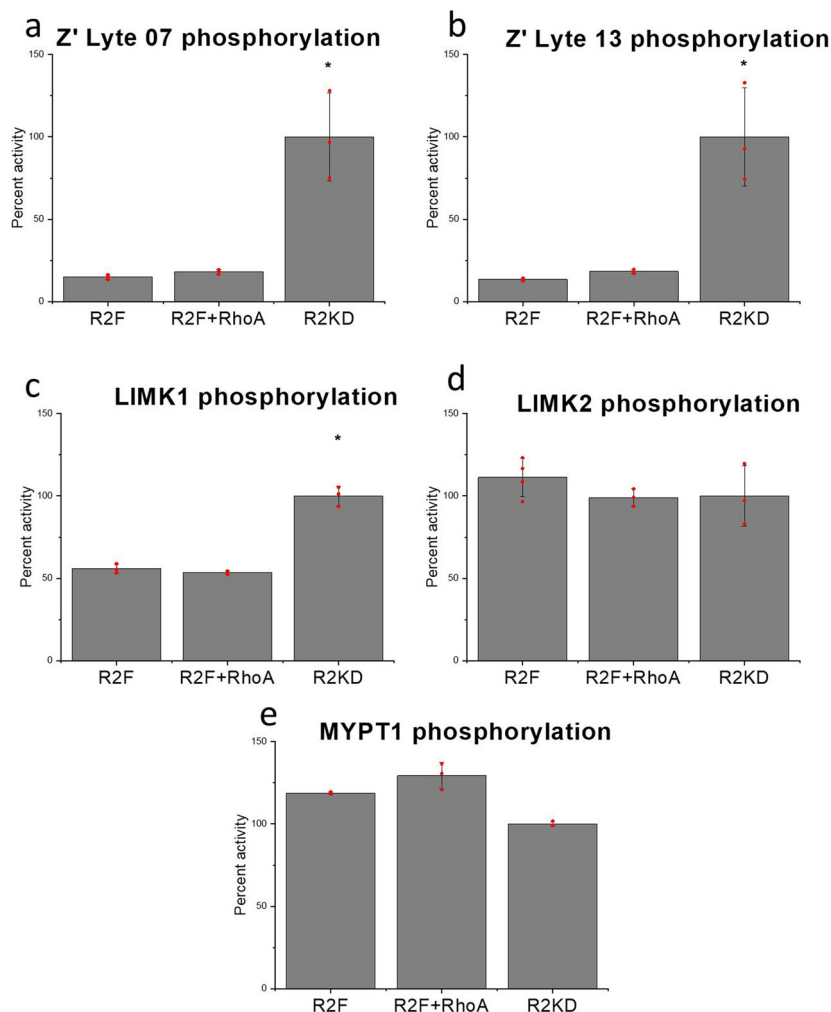 a
Z' Lyte 07 phosphorylation
150
*
100
Percent activity
50
0
R2F R2F+RhoA R2KD
b
Z' Lyte 13 phosphorylation
150
*
100
Percent activity
50
0
R2F R2F+RhoA R2KD
c
LIMK1 phosphorylation
150
*
100
Percent activity
50
0
R2F R2F+RhoA R2KD
d
LIMK2 phosphorylation
150
100
Percent activity
50
0
R2F R2F+RhoA R2KD
e
MYPT1 phosphorylation
150
100
Percent activity
50
0
R2F R2F+RhoA R2KD